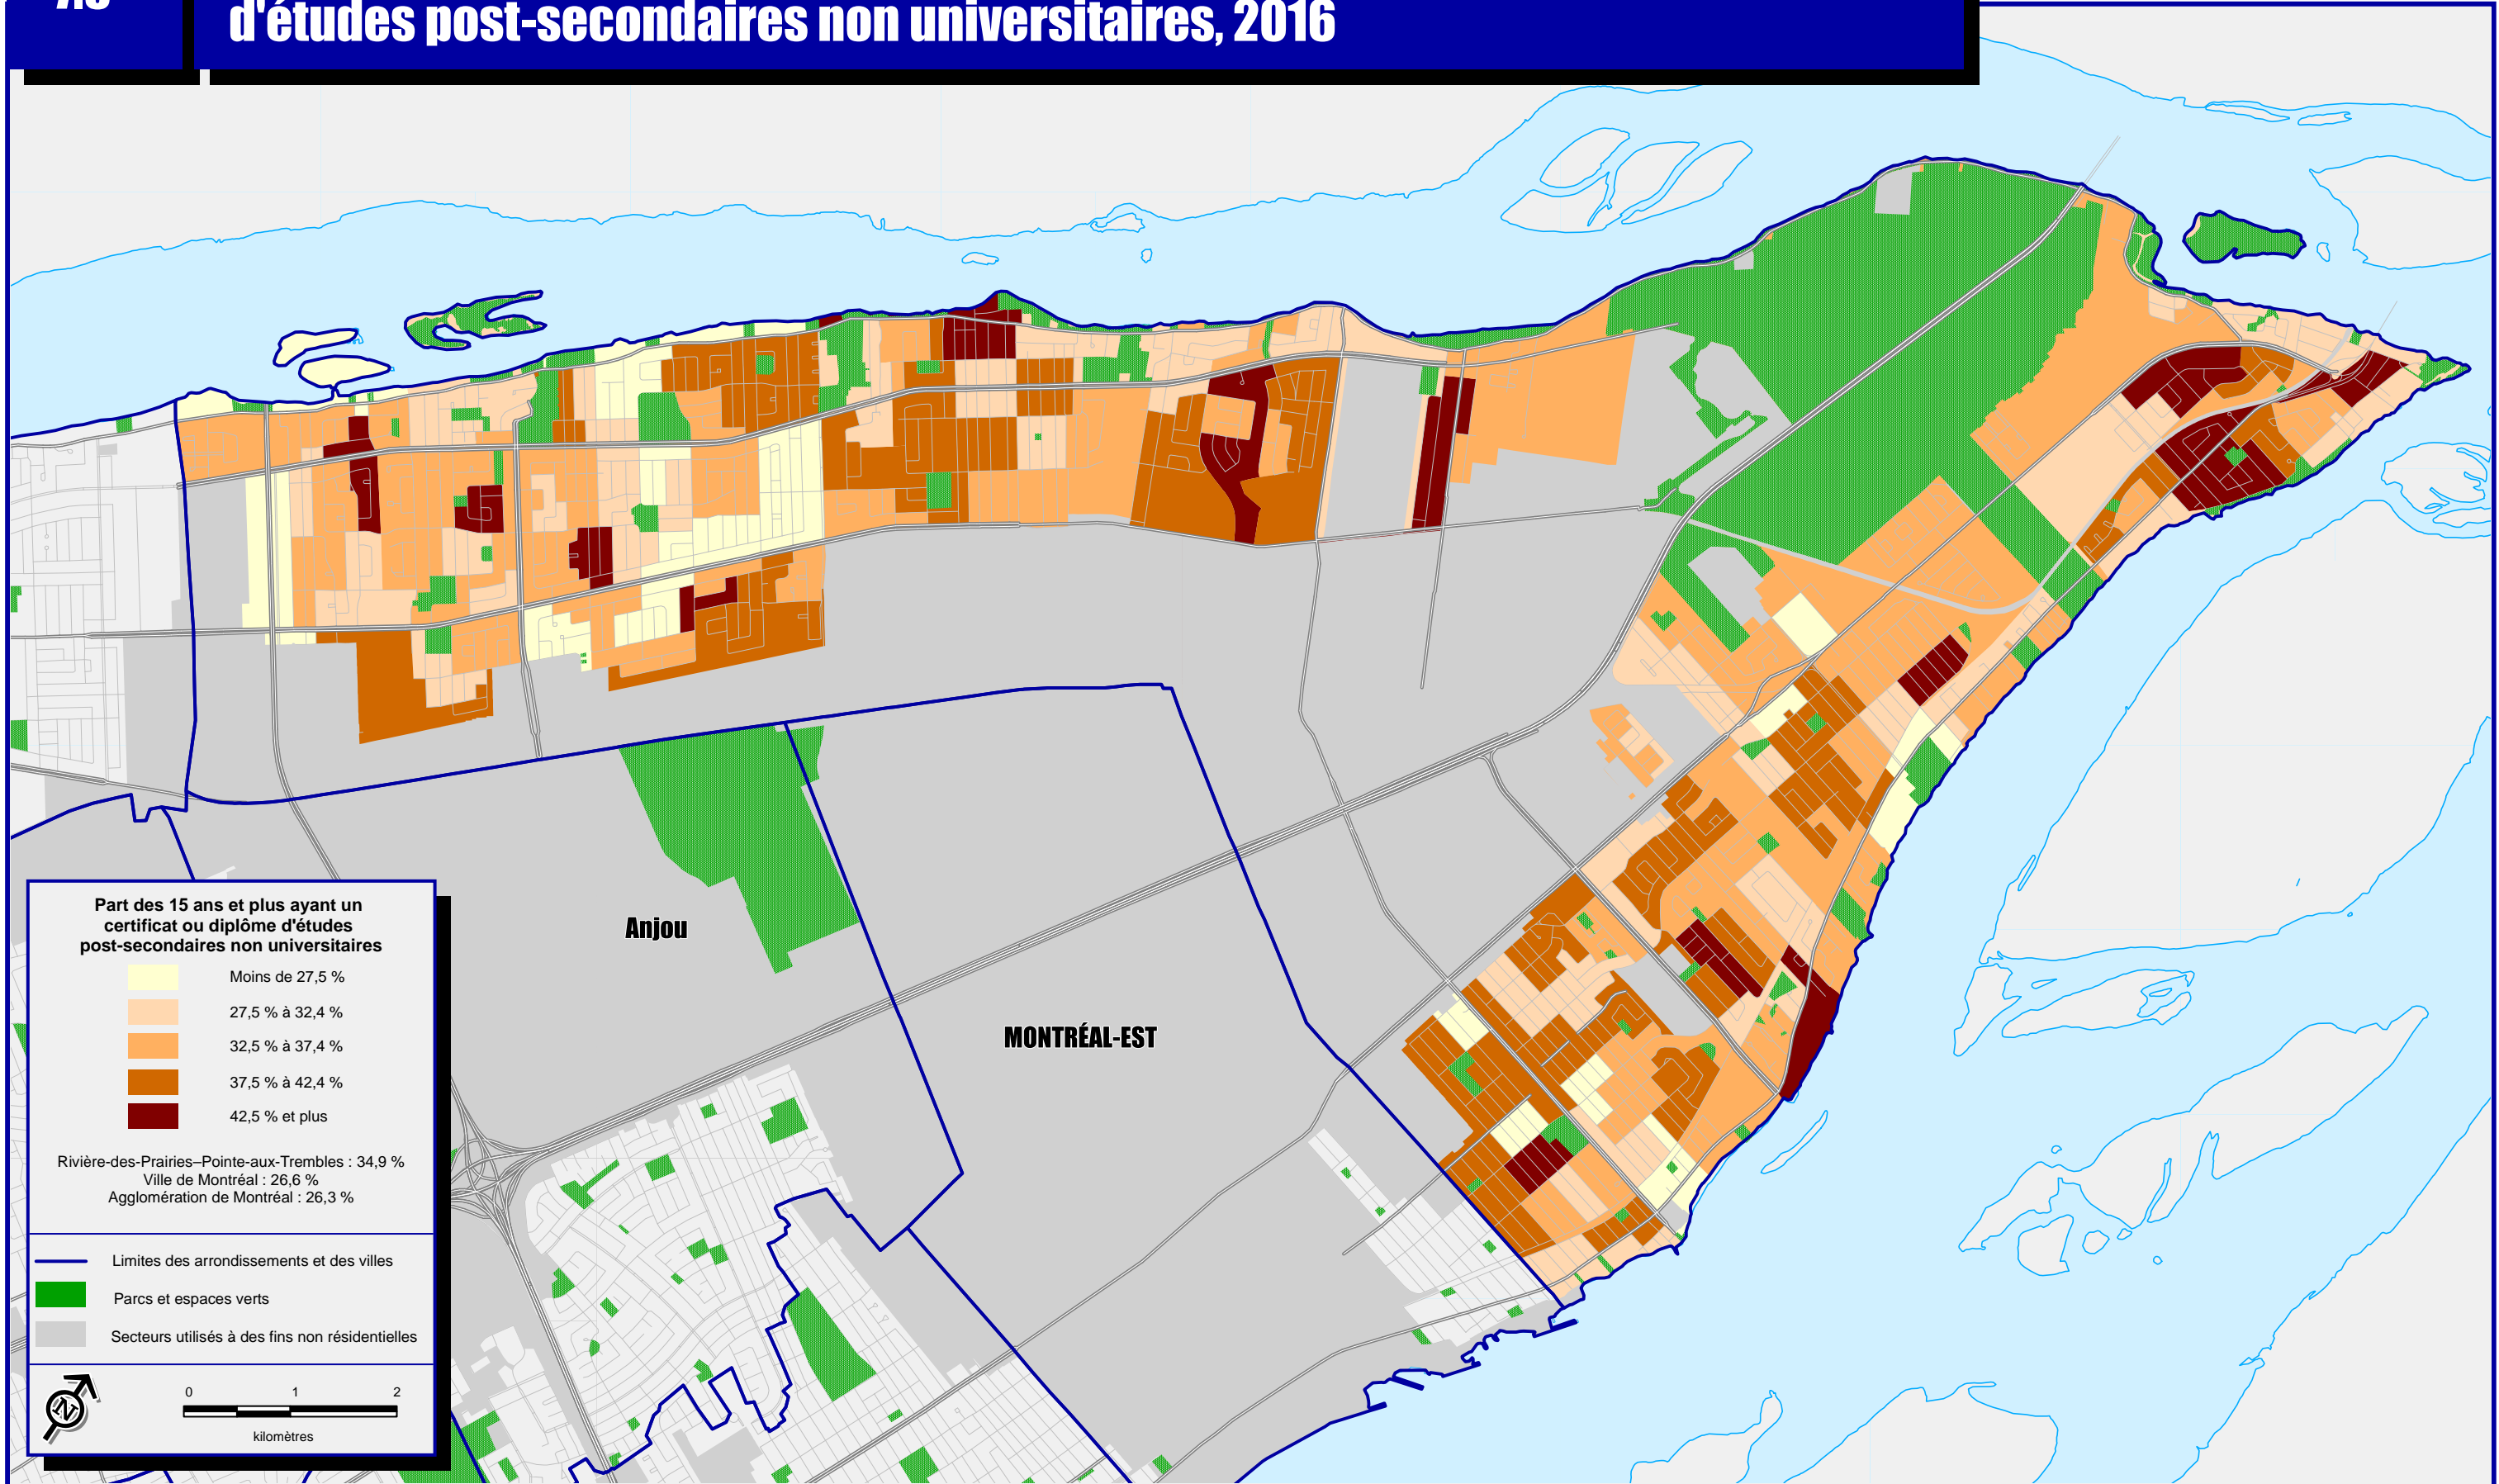 d'études post-secondaires non universitaires, 2016
Anjou
MONTRÉAL-EST
Part des 15 ans et plus ayant un
certificat ou diplôme d'études
post-secondaires non universitaires
Moins de 27,5 %
27,5 % à 32,4 %
32,5 % à 37,4 %
37,5 % à 42,4 %
42,5 % et plus
Rivière-des-Prairies–Pointe-aux-Trembles : 34,9 %
Ville de Montréal : 26,6 %
Agglomération de Montréal : 26,3 %
Limites des arrondissements et des villes
Parcs et espaces verts
Secteurs utilisés à des fins non résidentielles
N
0 1 2
kilomètres